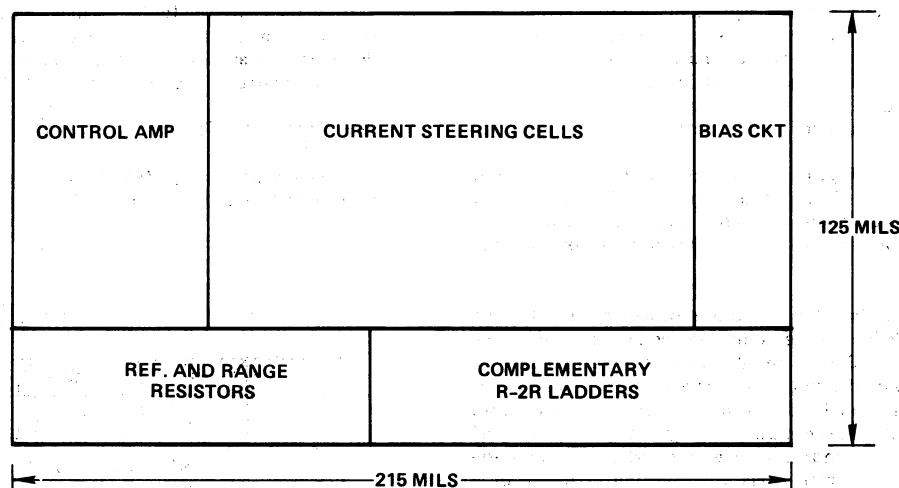 CONTROL AMP
CURRENT STEERING CELLS
BIAS CKT
125 MILS
REF. AND RANGE
RESISTORS
COMPLEMENTARY
R-2R LADDERS
215 MILS